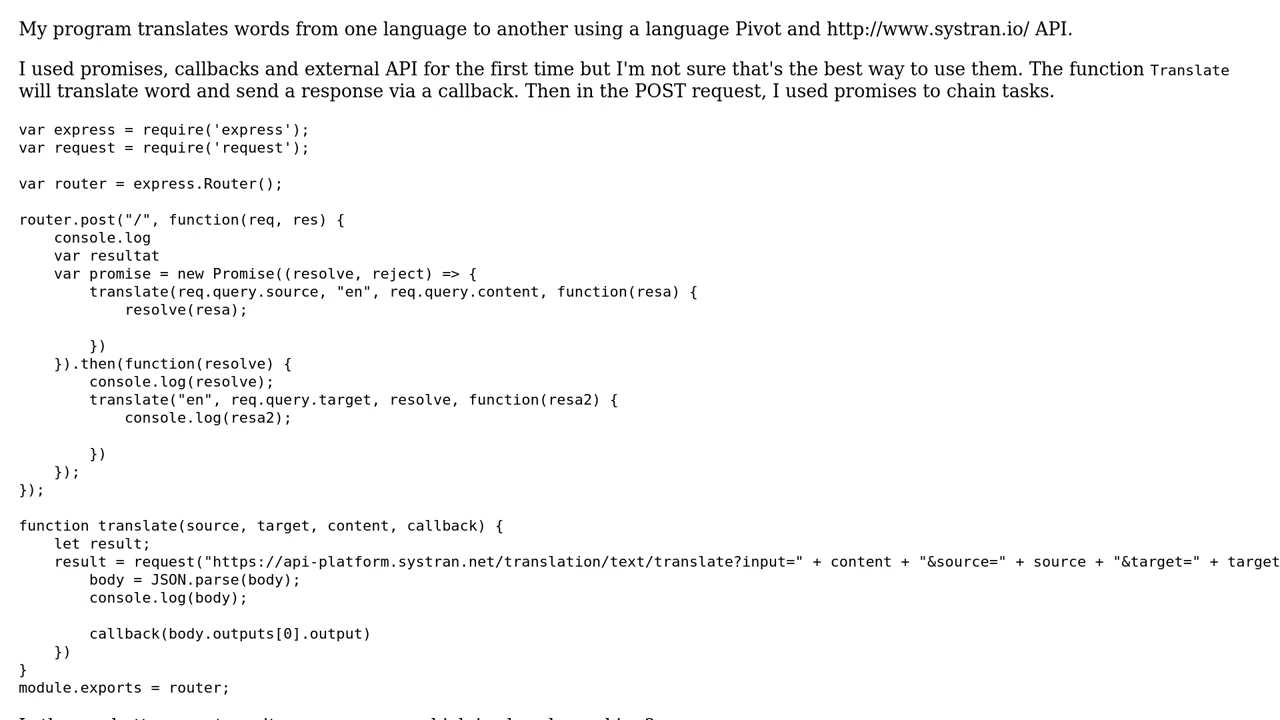 My program translates words from one language to another using a language Pivot and http://www.systran.io/ API.
I used promises, callbacks and external API for the first time but I'm not sure that's the best way to use them. The function Translate
will translate word and send a response via a callback. Then in the POST request, I used promises to chain tasks.
var express = require('express');
var request = require('request');
var router = express.Router();
router.post("/", function(req, res) {
    console.log
    var resultat
    var promise = new Promise((resolve, reject) => {
        translate(req.query.source, "en", req.query.content, function(resa) {
            resolve(resa);
        })
    }).then(function(resolve) {
        console.log(resolve);
        translate("en", req.query.target, resolve, function(resa2) {
            console.log(resa2);
        })
    });
});
function translate(source, target, content, callback) {
    let result;
    result = request("https://api-platform.systran.net/translation/text/translate?input=" + content + "&source=" + source + "&target=" + target
        body = JSON.parse(body);
        console.log(body);
        callback(body.outputs[0].output)
    })
}
module.exports = router;